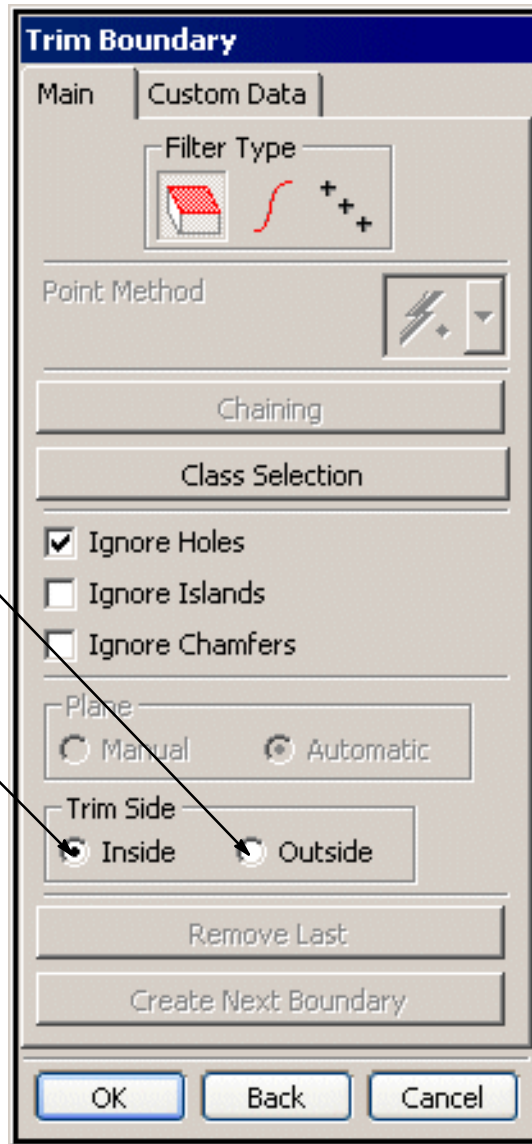 Trim Boundary
Main Custom Data
Filter Type
Point Method
Chaining
Class Selection
Ignore Holes
Ignore Islands
Ignore Chamfers
Plane
Manual Automatic
Trim Side
Inside Outside
Remove Last
Create Next Boundary
OK Back Cancel